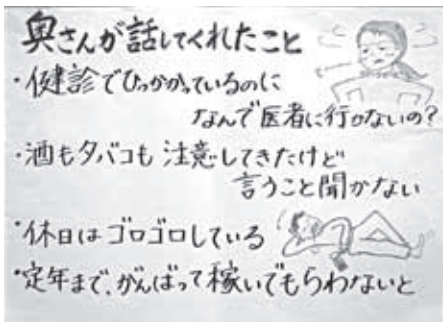 奥さんが話してくれたこと
・健診でひっかかっているのに
なんで医者に行かないの?
・酒もタバコも注意してきたけど
言うこと聞かない
・休日はゴロゴロしている
・定年まで、がんばって稼いでもらわないと